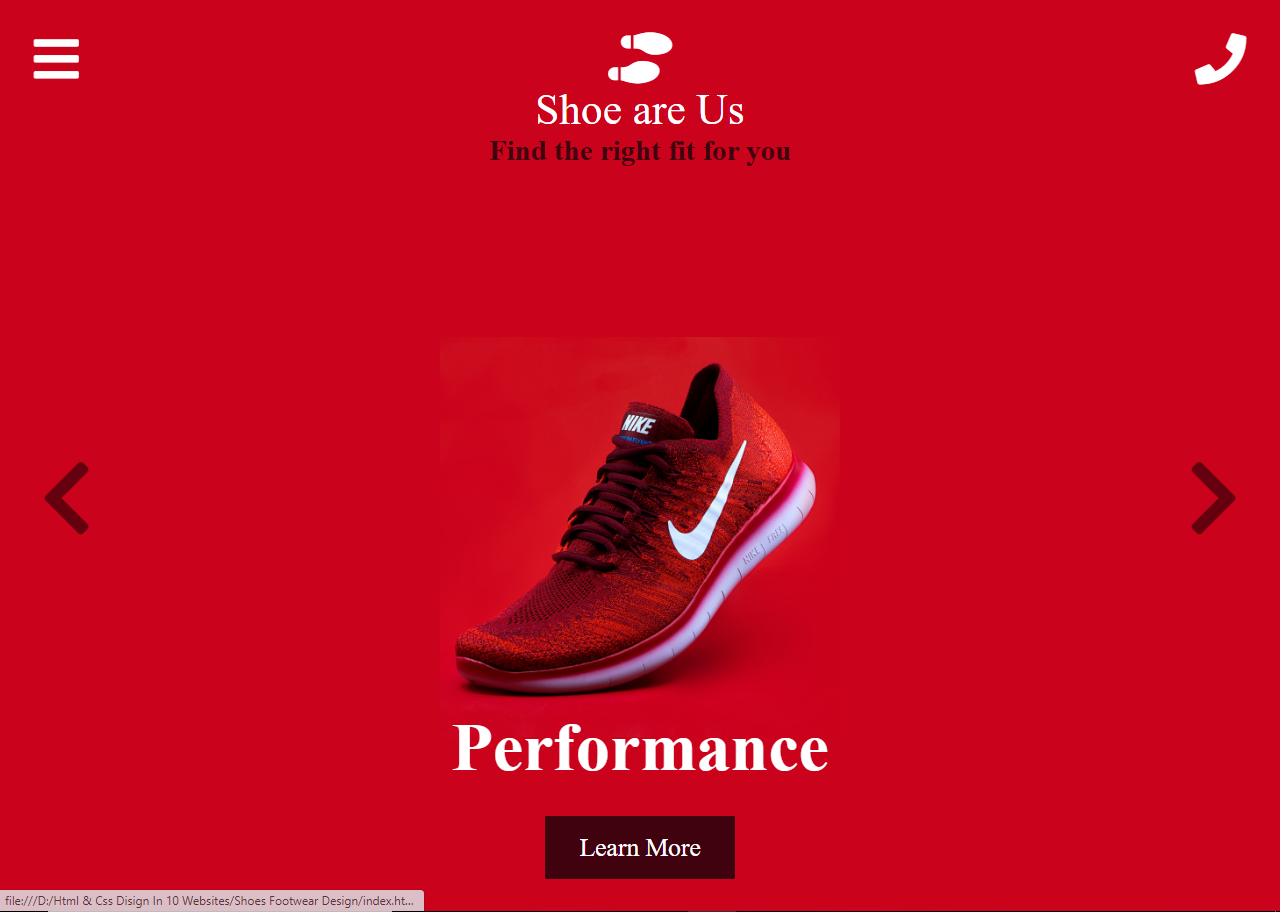 Shoe are Us
Find the right fit for you
NIKE
NIKE FREE
Performance
Learn More
file:///D:/Html & Css Disign In 10 Websites/Shoes Footwear Design/index.ht...